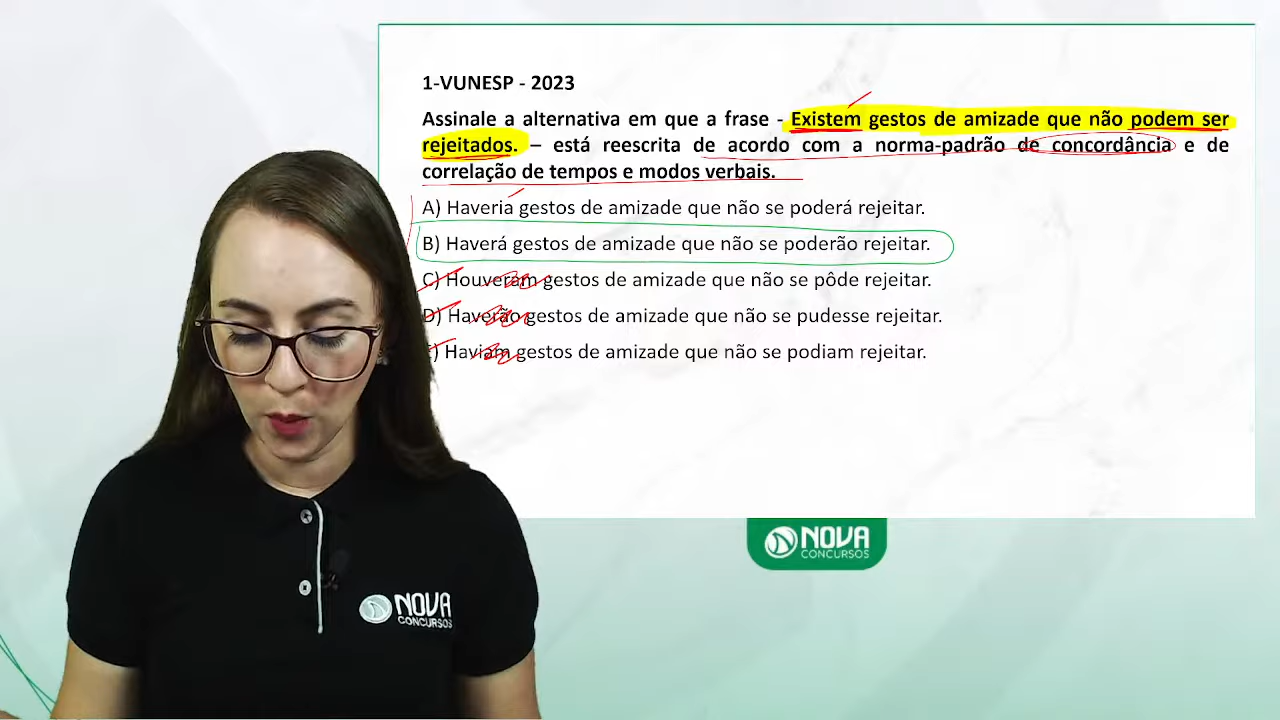 1-VUNESP - 2023
Assinale a alternativa em que a frase - Existem gestos de amizade que não podem ser
rejeitados. – está reescrita de acordo com a norma-padrão de concordância e de
correlação de tempos e modos verbais.
A) Haveria gestos de amizade que não se poderá rejeitar.
B) Haverá gestos de amizade que não se poderão rejeitar.
C) Houveram gestos de amizade que não se pôde rejeitar.
D) Haverão gestos de amizade que não se pudesse rejeitar.
E) Haviam gestos de amizade que não se podiam rejeitar.
NOVA
CONCURSOS
NOVA
CONCURSOS